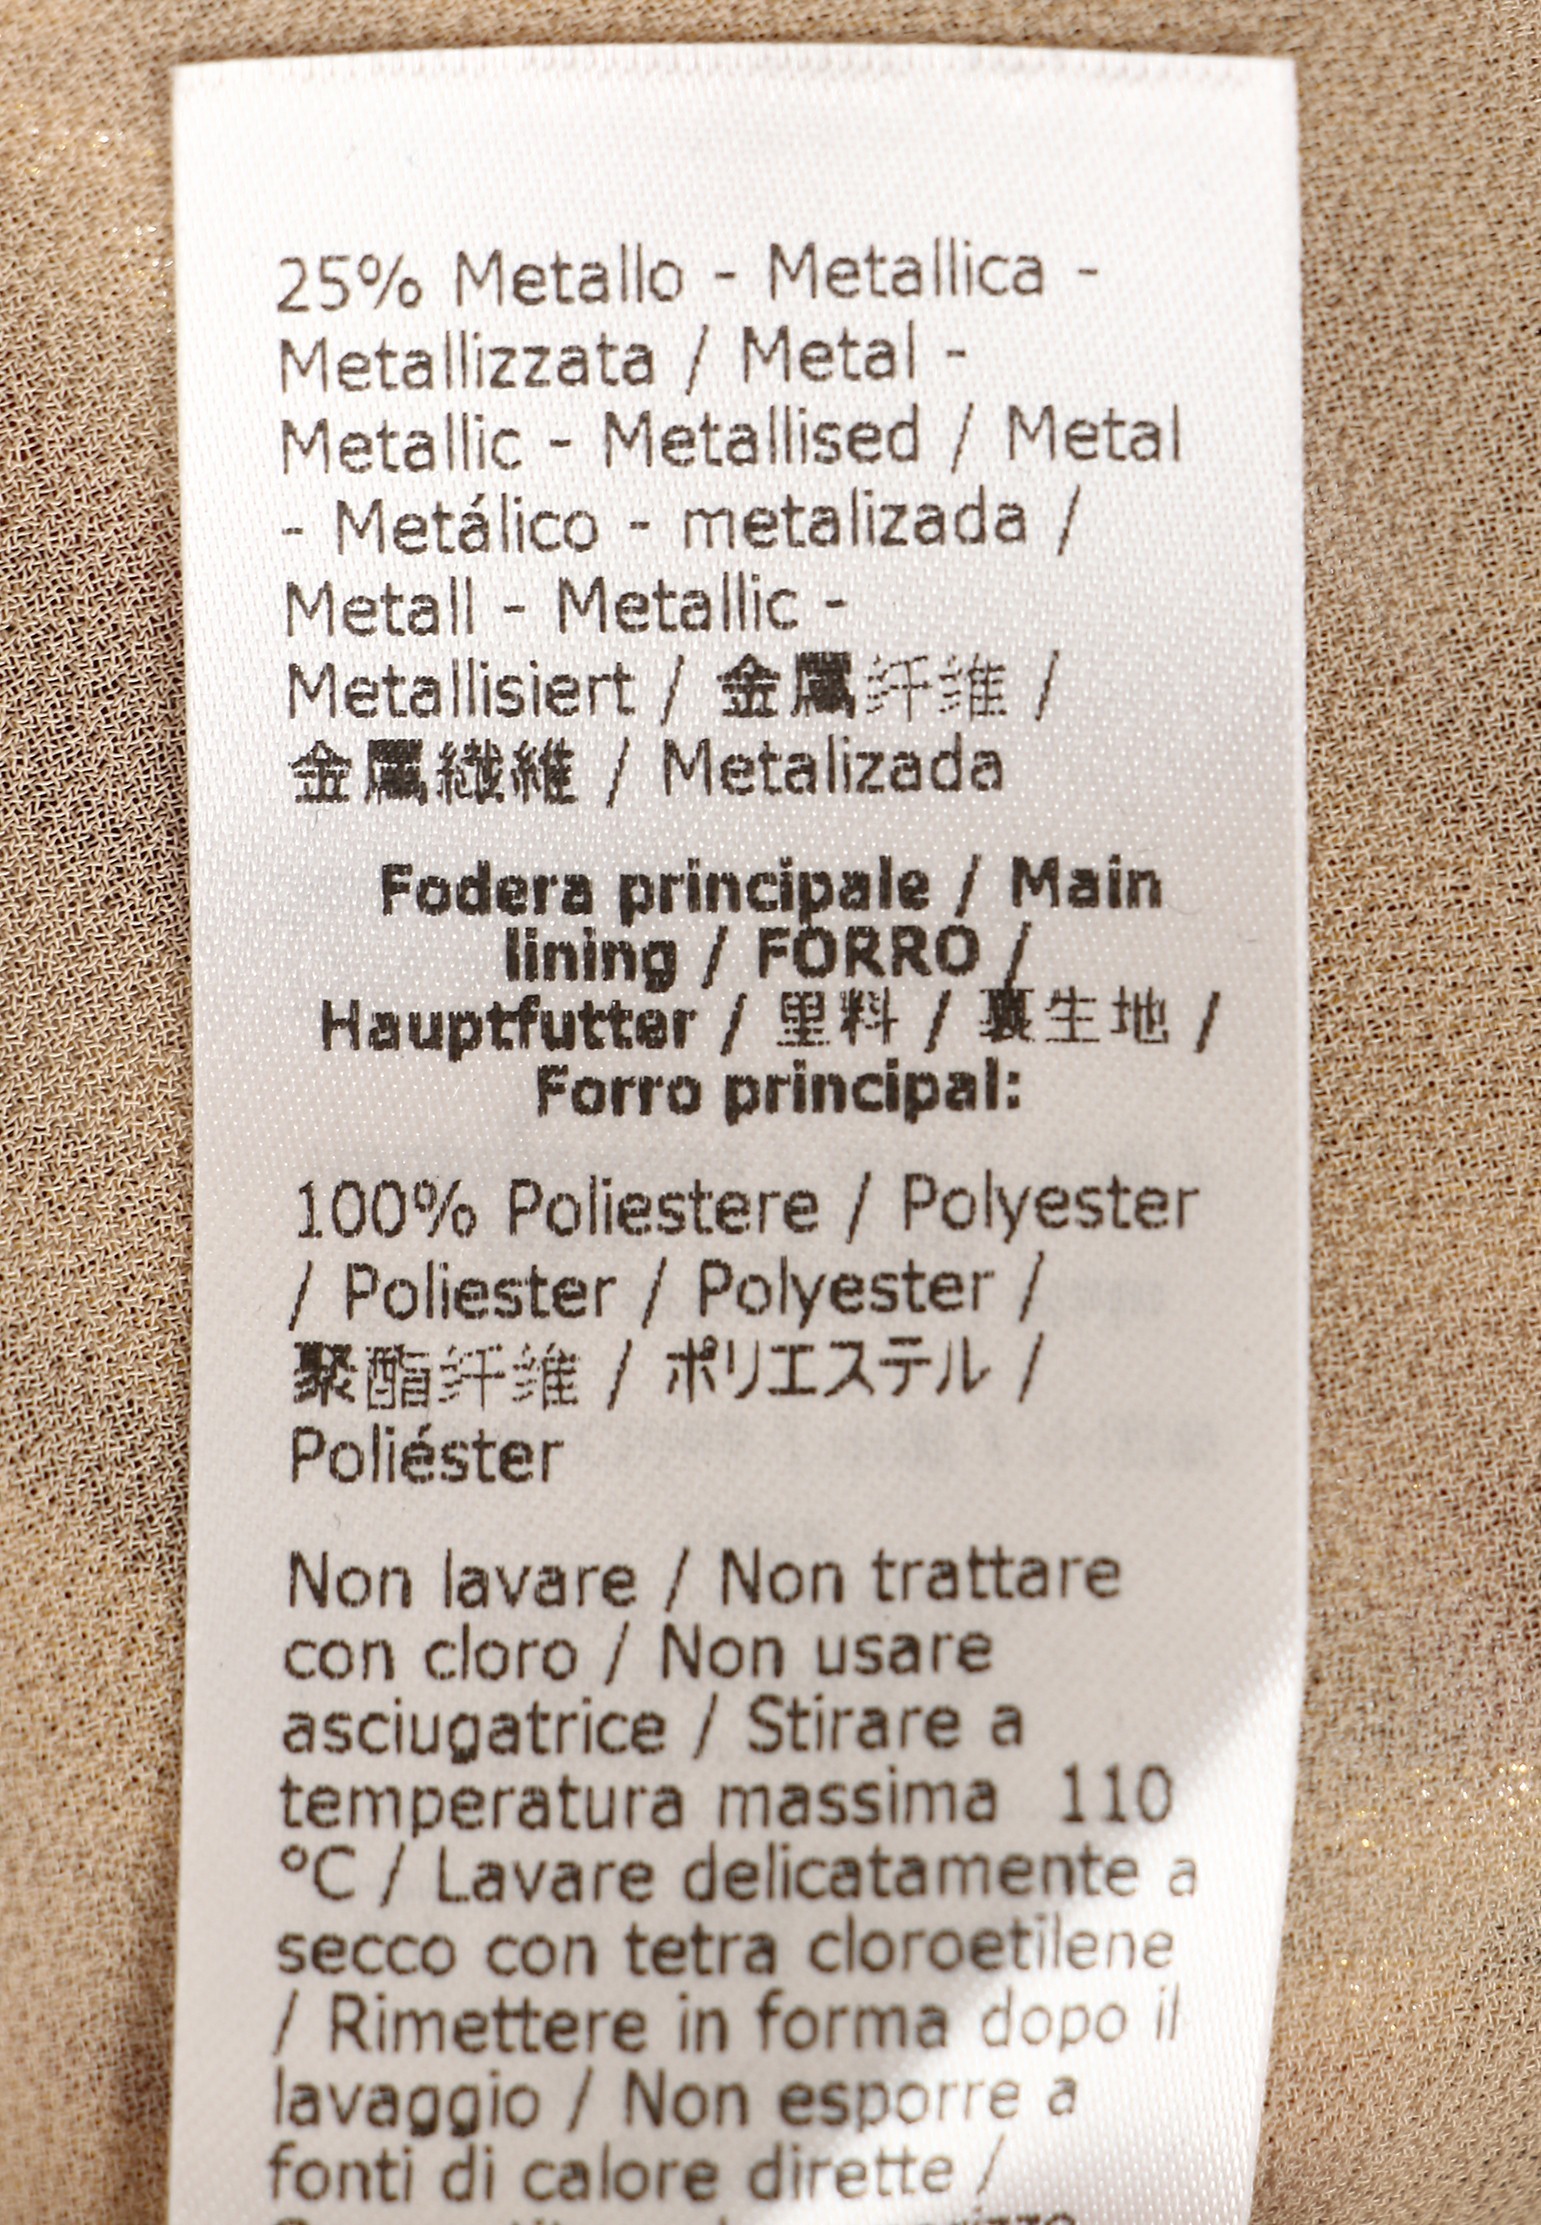 25% Metallo - Metallica -
Metallizzata / Metal -
Metallic - Metallised / Metal
- Metálico - metalizada /
Metall - Metallic -
Metallisiert / 金属纤维 /
金属繊維 / Metalizada
Fodera principale / Main
lining / FORRO /
Hauptfutter / 里料 / 裏生地 /
Forro principal:
100% Poliestere / Polyester
/ Poliester / Polyester /
聚酯纤维 / ポリエステル /
Poliéster
Non lavare / Non trattare
con cloro / Non usare
asciugatrice / Stirare a
temperatura massima 110
°C / Lavare delicatamente a
secco con tetra cloroetilene
/ Rimettere in forma dopo il
lavaggio / Non esporre a
fonti di calore dirette /